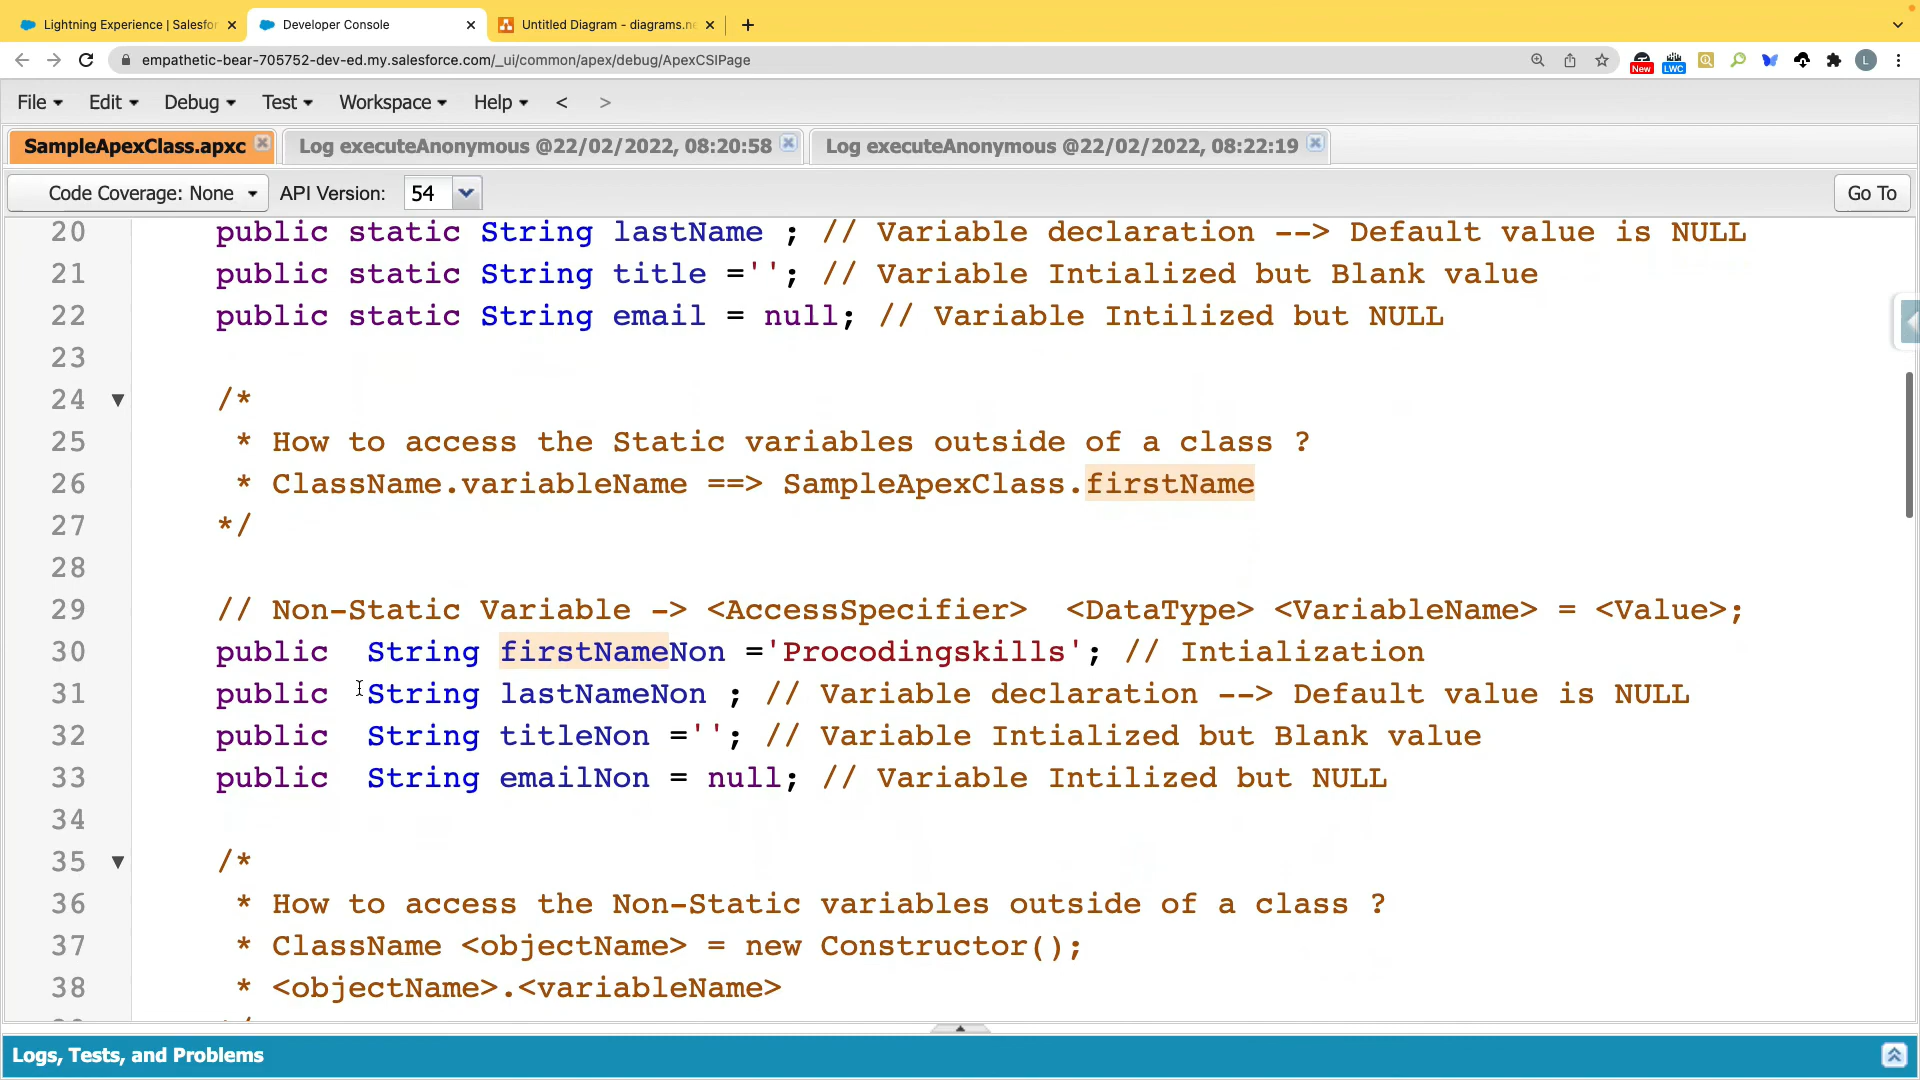 Lightning Experience | Salesfor
Developer Console
Untitled Diagram - diagrams.ne
empathetic-bear-705752-dev-ed.my.salesforce.com/_ui/common/apex/debug/ApexCSIPage
New
LWC
L
File Edit Debug Test Workspace Help < >
SampleApexClass.apxc
Log executeAnonymous @22/02/2022, 08:20:58
Log executeAnonymous @22/02/2022, 08:22:19
Code Coverage: None API Version: 54 Go To
20 public static String lastName ; // Variable declaration --> Default value is NULL
21 public static String title =''; // Variable Intialized but Blank value
22 public static String email = null; // Variable Intilized but NULL
23
24 /*
25 * How to access the Static variables outside of a class ?
26 * ClassName.variableName ==> SampleApexClass.firstName
27 */
28
29 // Non-Static Variable -> <AccessSpecifier>  <DataType> <VariableName> = <Value>;
30 public  String firstNameNon ='Procodingskills'; // Intialization
31 public  String lastNameNon ; // Variable declaration --> Default value is NULL
32 public  String titleNon =''; // Variable Intialized but Blank value
33 public  String emailNon = null; // Variable Intilized but NULL
34
35 /*
36 * How to access the Non-Static variables outside of a class ?
37 * ClassName <objectName> = new Constructor();
38 * <objectName>.<variableName>
Logs, Tests, and Problems